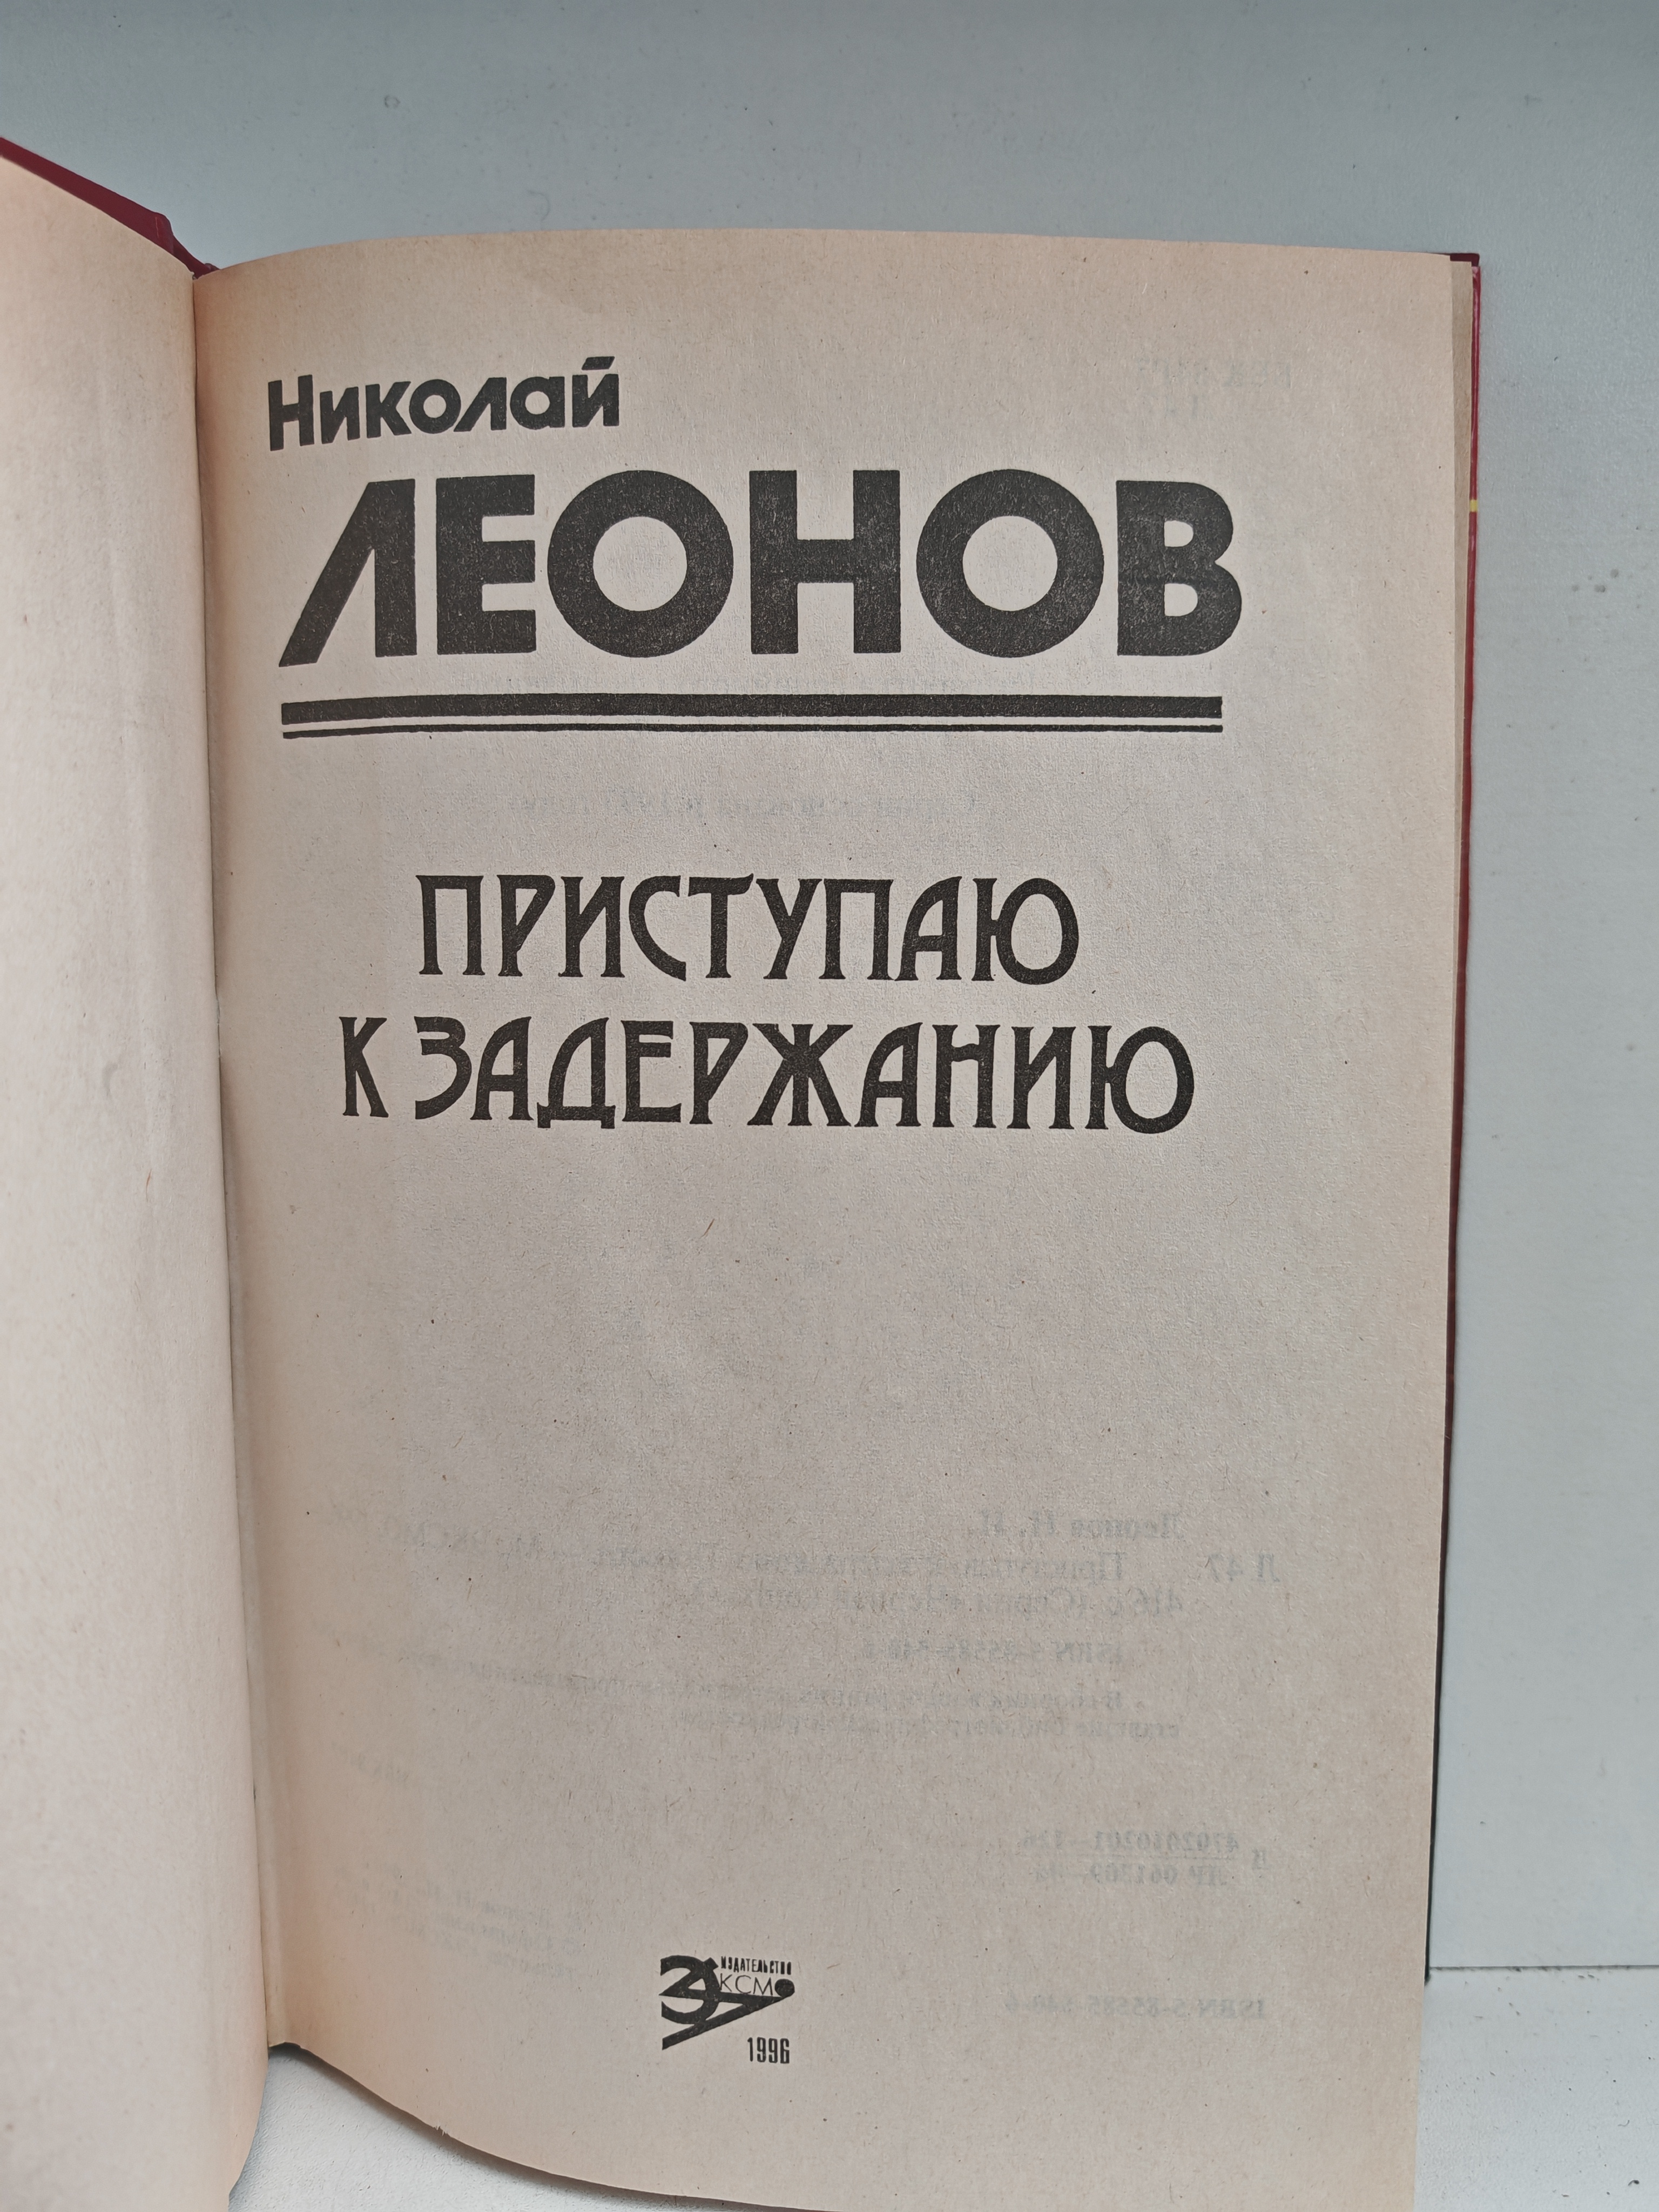 Николай
ЛЕОНОВ
ПРИСТУПАЮ
К ЗАДЕРЖАНИЮ
ИЗДАТЕЛЬСТВО
ЭКСМО
1996